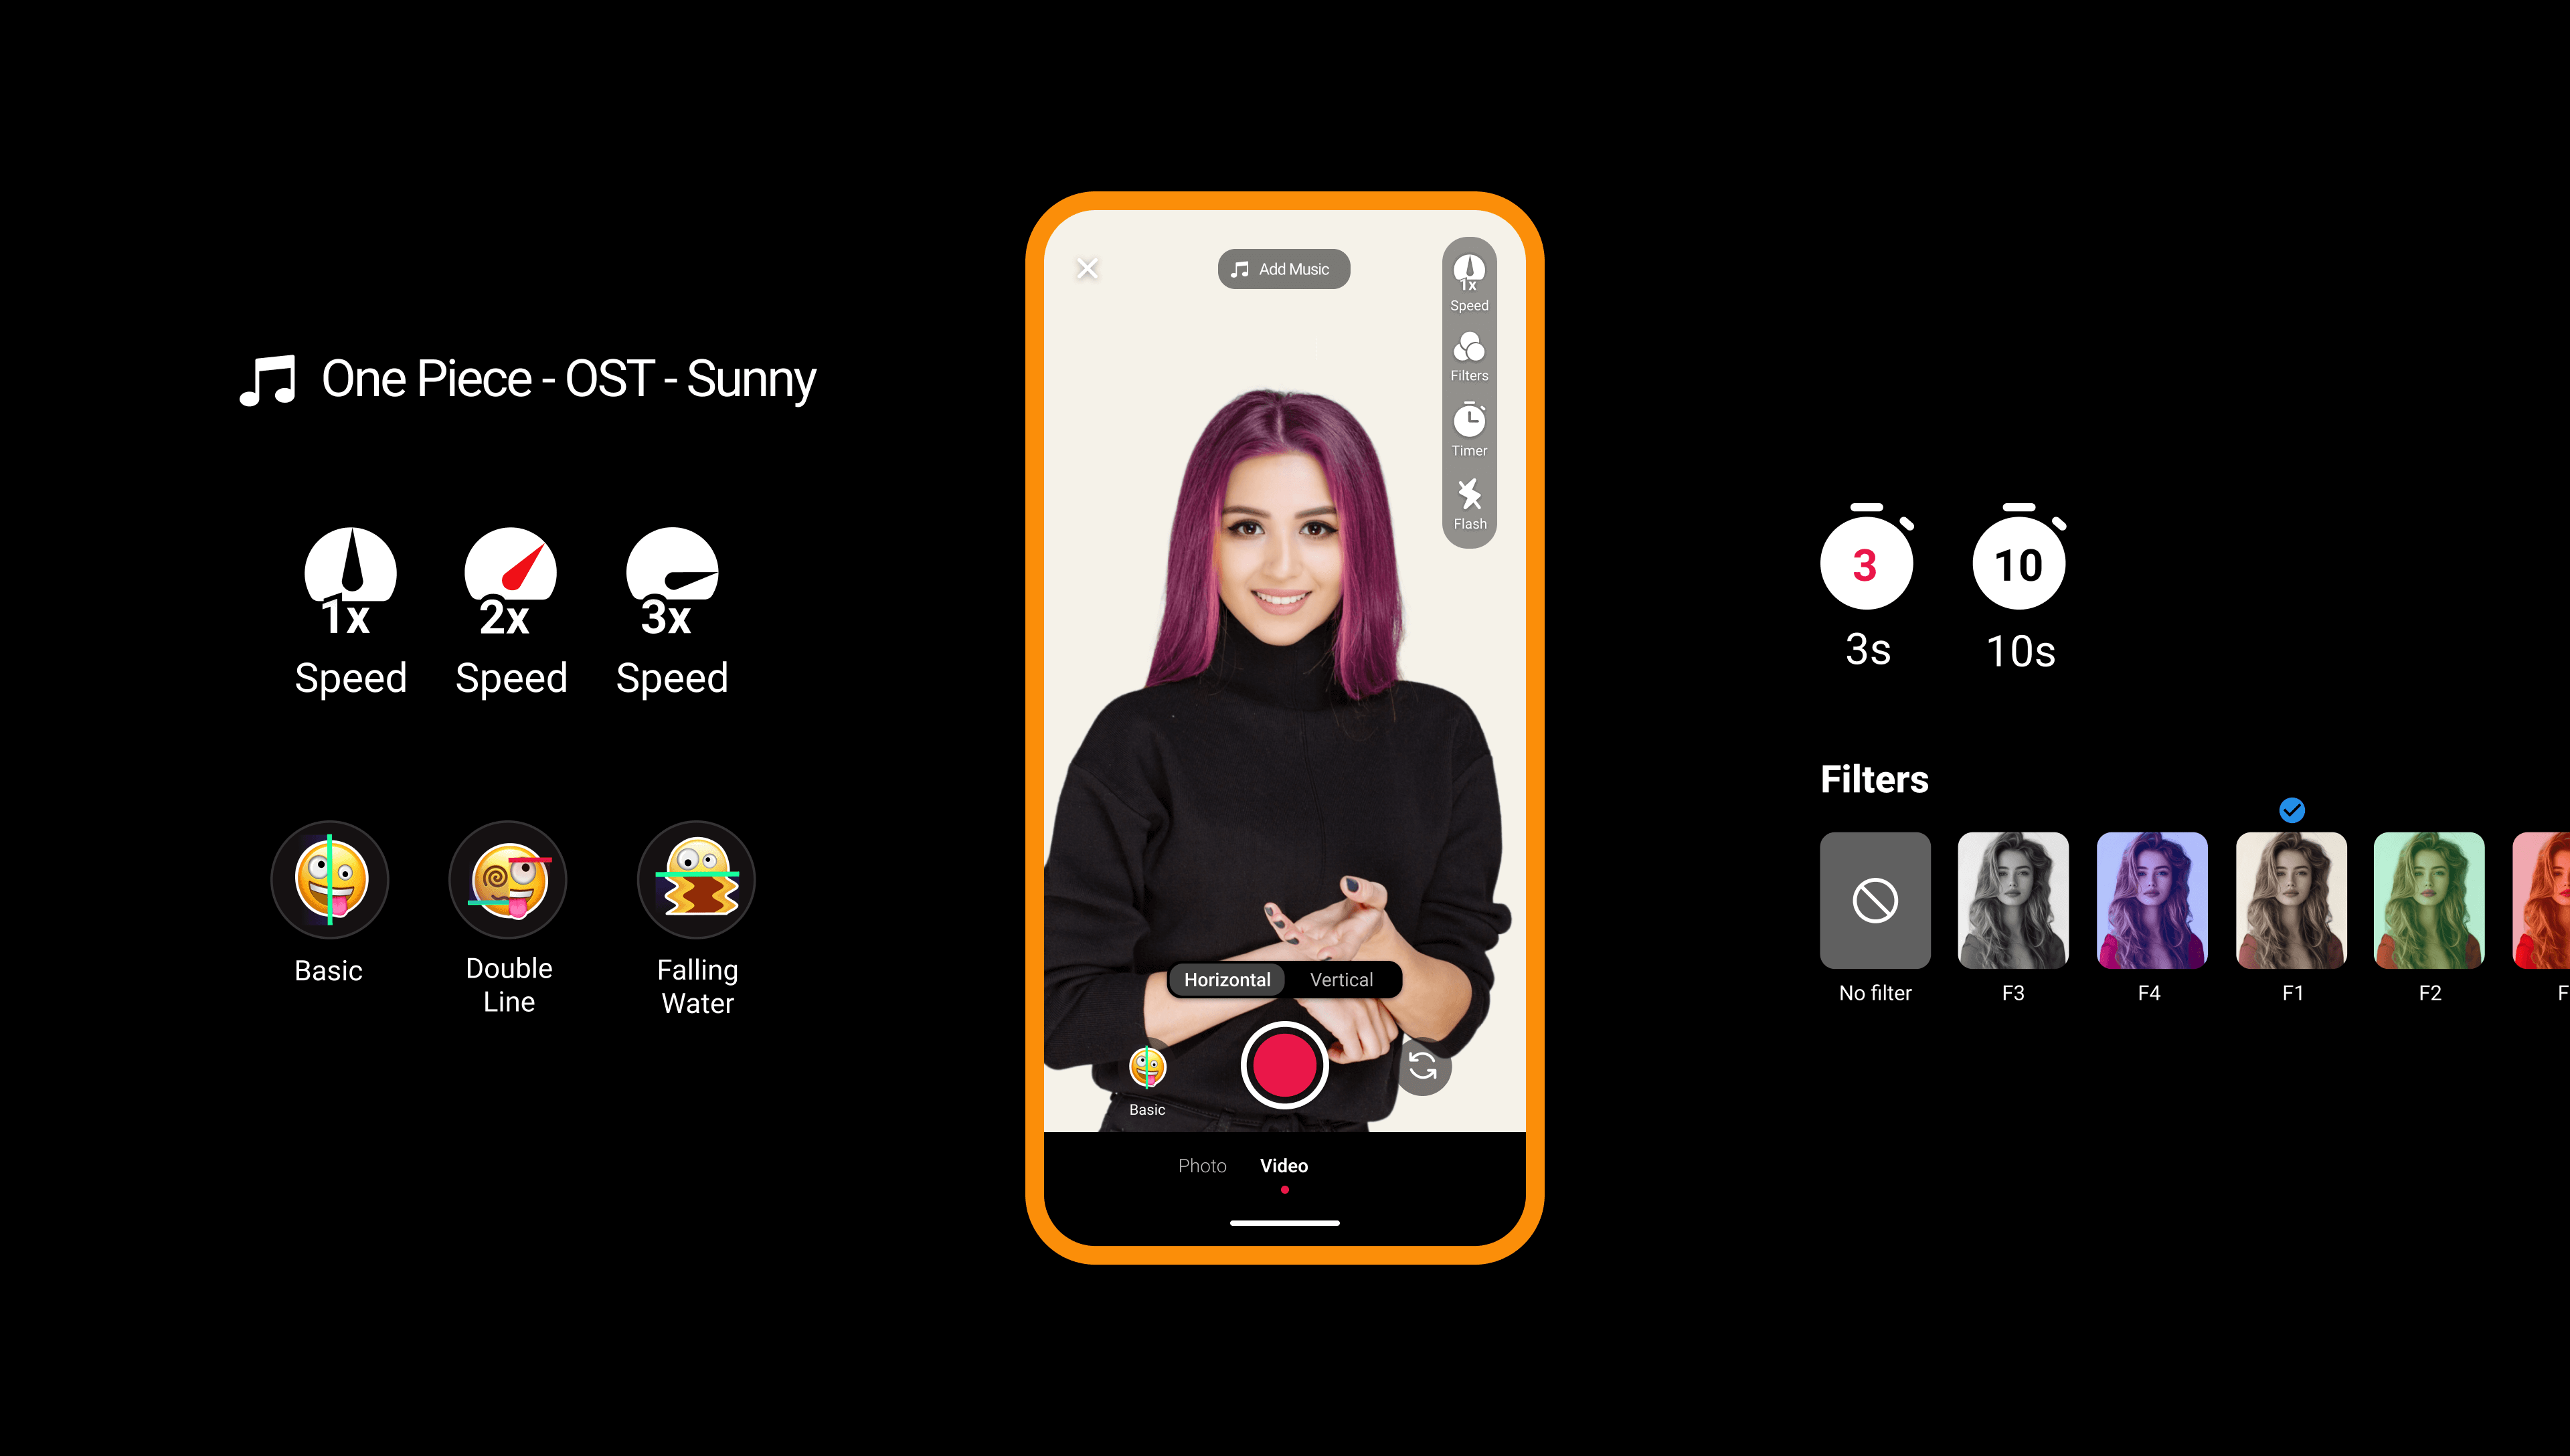 One Piece - OST - Sunny
1x
Speed
2x
Speed
3x
Speed
Basic
Double
Line
Falling
Water
Add Music
1x
Speed
Filters
Timer
Flash
Horizontal
Vertical
Basic
Photo
Video
3
3s
10
10s
Filters
No filter
F3
F4
F1
F2
F